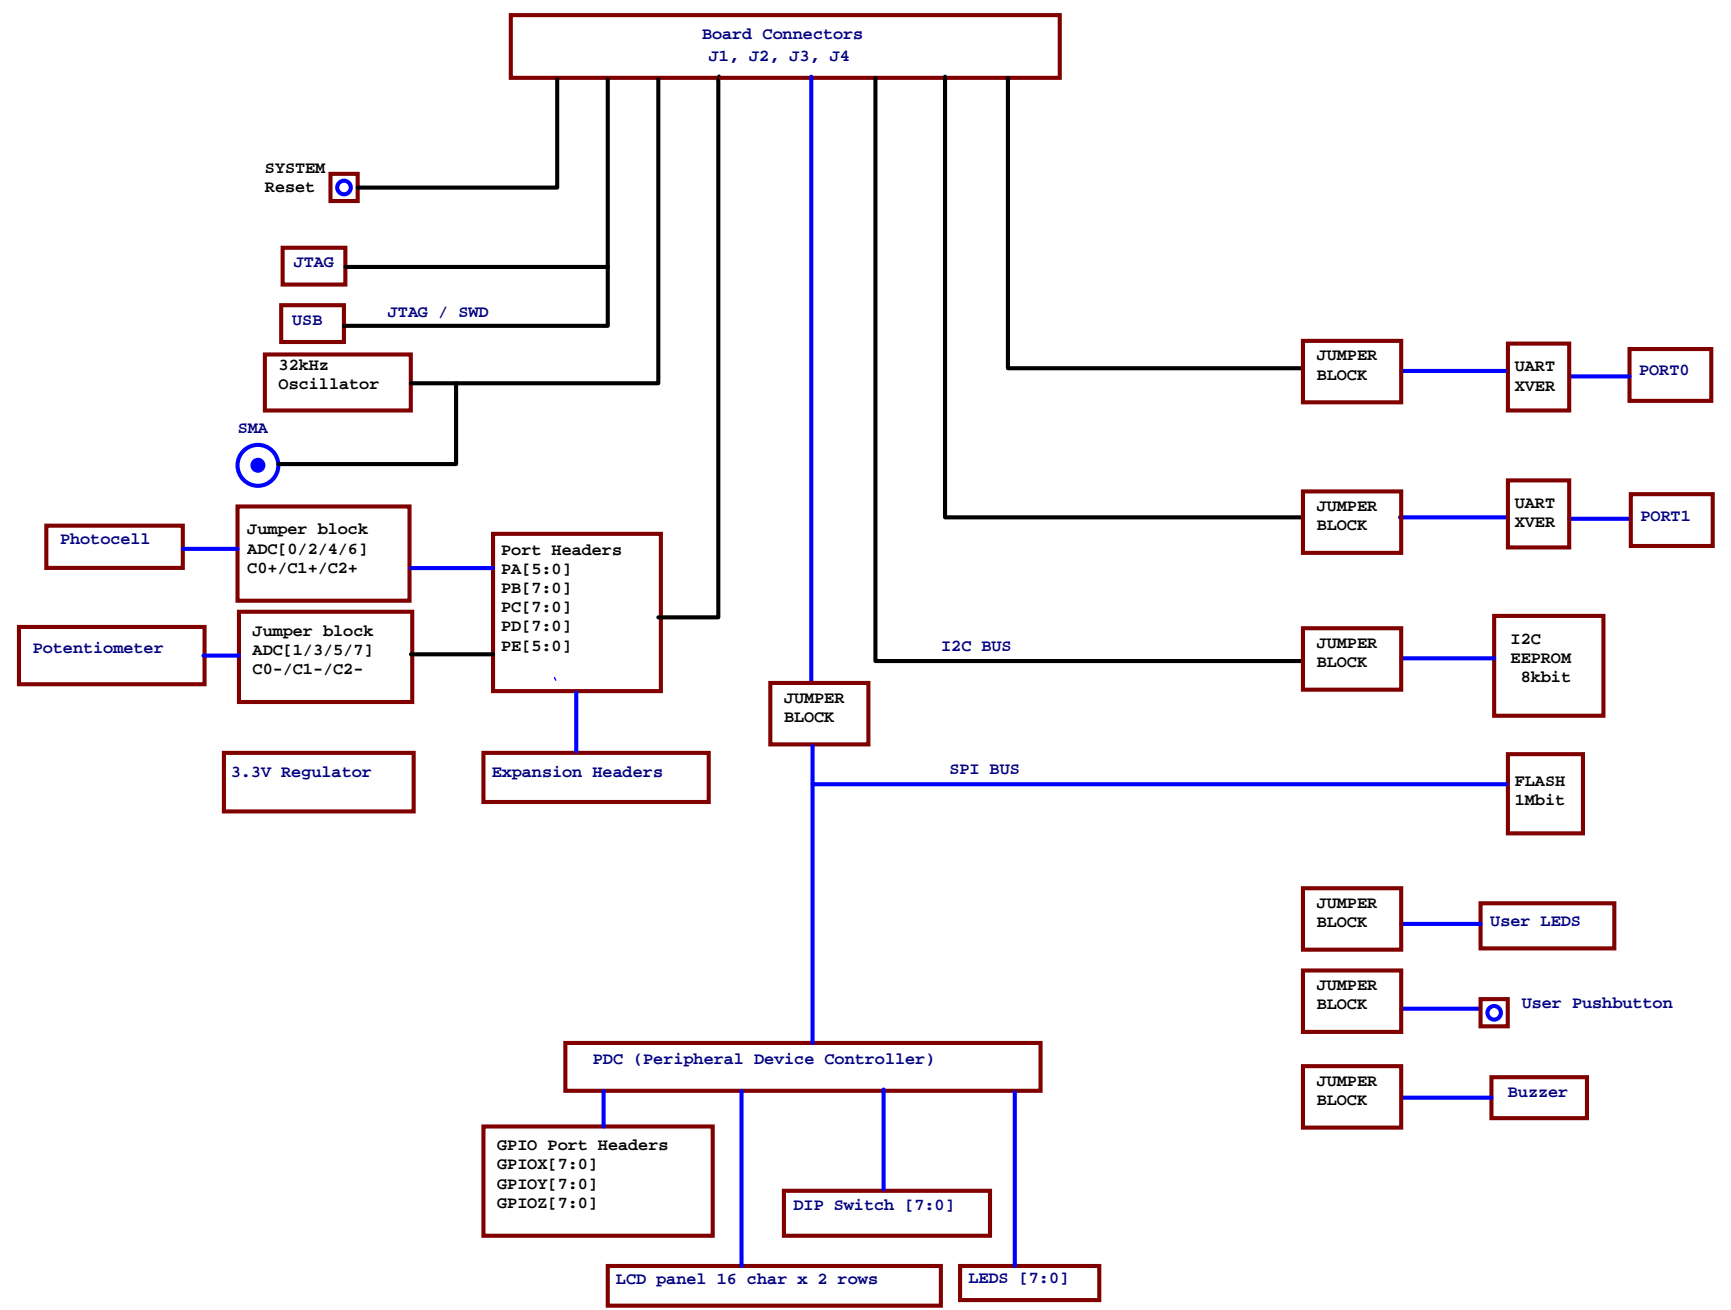 Board Connectors
J1, J2, J3, J4
SYSTEM
Reset
JTAG
USB
JTAG / SWD
32kHz
Oscillator
SMA
JUMPER
BLOCK
UART
XVER
PORT0
JUMPER
BLOCK
UART
XVER
PORT1
Photocell
Jumper block
ADC[0/2/4/6]
C0+/C1+/C2+
Potentiometer
Jumper block
ADC[1/3/5/7]
C0-/C1-/C2-
Port Headers
PA[5:0]
PB[7:0]
PC[7:0]
PD[7:0]
PE[5:0]
I2C BUS
JUMPER
BLOCK
I2C
EEPROM
8kbit
JUMPER
BLOCK
3.3V Regulator
Expansion Headers
SPI BUS
FLASH
1Mbit
JUMPER
BLOCK
User LEDS
JUMPER
BLOCK
User Pushbutton
JUMPER
BLOCK
Buzzer
PDC (Peripheral Device Controller)
GPIO Port Headers
GPIOX[7:0]
GPIOY[7:0]
GPIOZ[7:0]
DIP Switch [7:0]
LCD panel 16 char x 2 rows
LEDS [7:0]